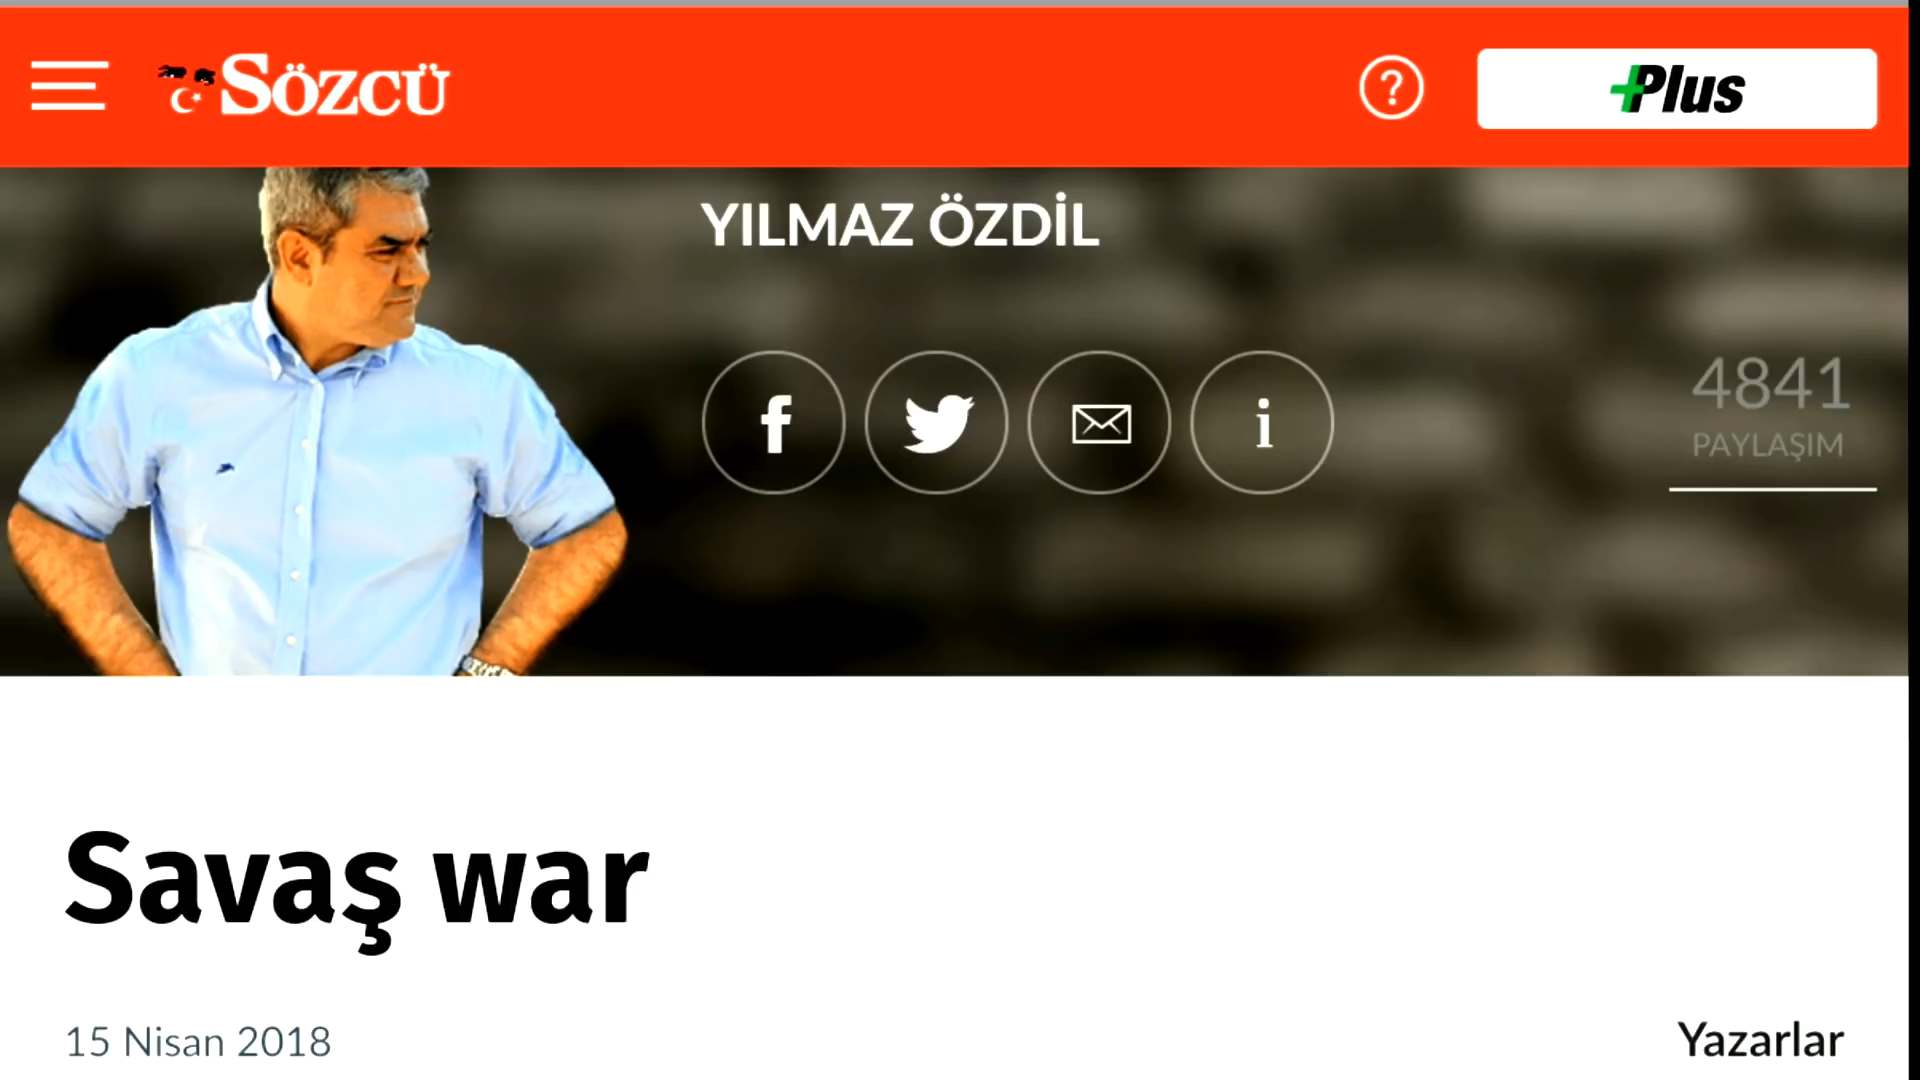 SÖZCÜ
?
+Plus
YILMAZ ÖZDİL
f
i
4841
PAYLAŞIM
Savaş war
15 Nisan 2018
Yazarlar